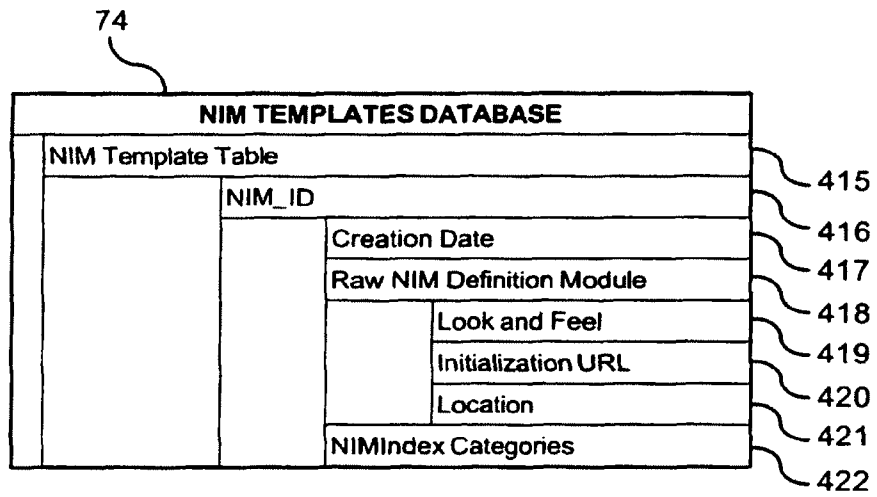 74
NIM TEMPLATES DATABASE
NIM Template Table
415
NIM_ID
416
Creation Date
417
Raw NIM Definition Module
418
Look and Feel
419
Initialization URL
420
Location
421
NIMIndex Categories
422